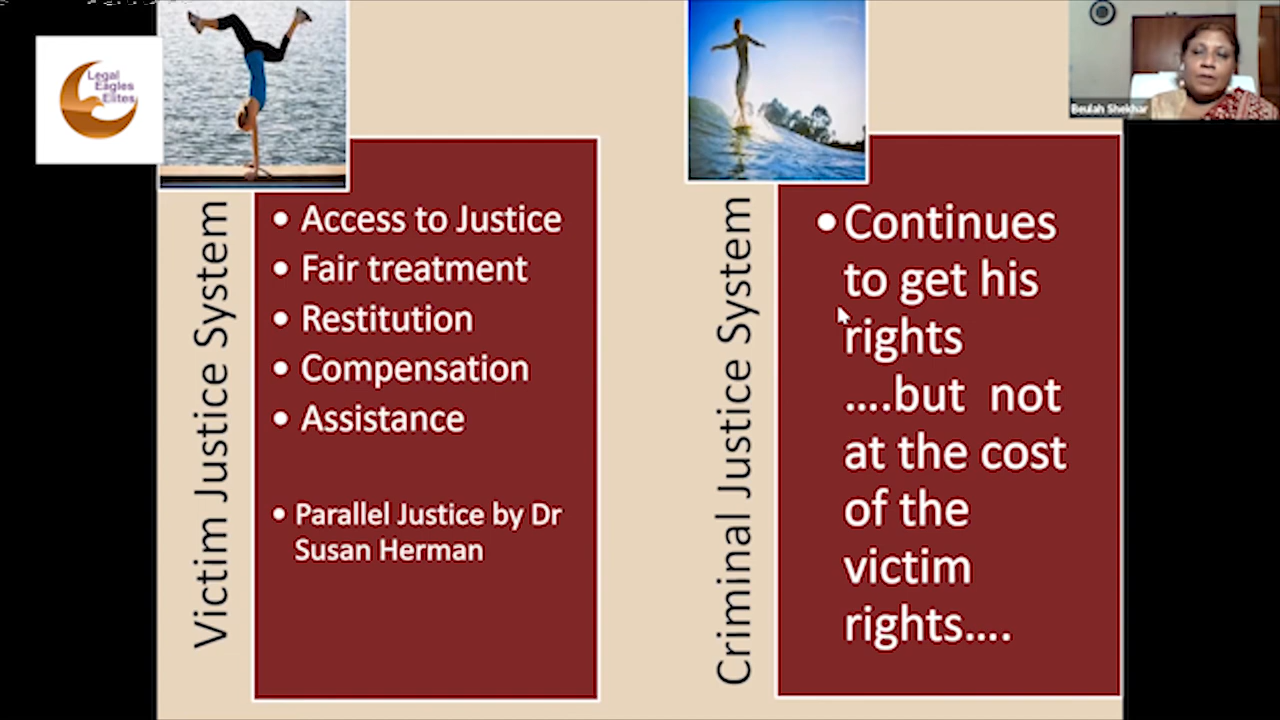 Legal
Eagles
Elites
Beulah Shekhar
Victim Justice System
• Access to Justice
• Fair treatment
• Restitution
• Compensation
• Assistance
• Parallel Justice by Dr
Susan Herman
Criminal Justice System
• Continues
to get his
rights
....but not
at the cost
of the
victim
rights....